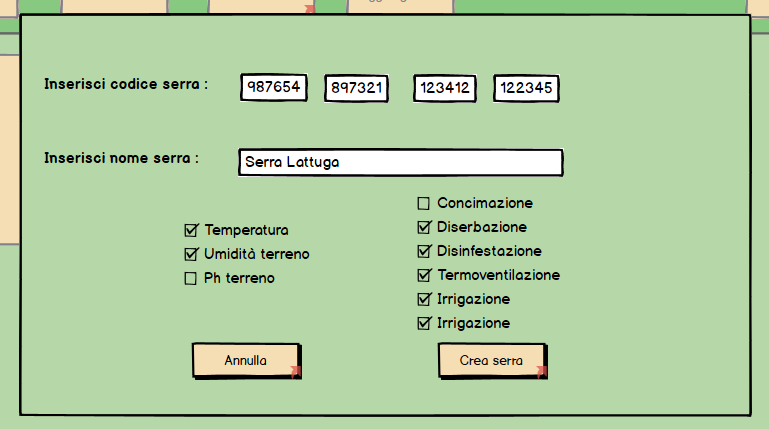 Inserisci codice serra : 987654 897321 123412 122345
Inserisci nome serra : Serra Lattuga
Temperatura
Umidità terreno
Ph terreno
Concimazione
Diserbazione
Disinfestazione
Termoventilazione
Irrigazione
Irrigazione
Annulla
Crea serra